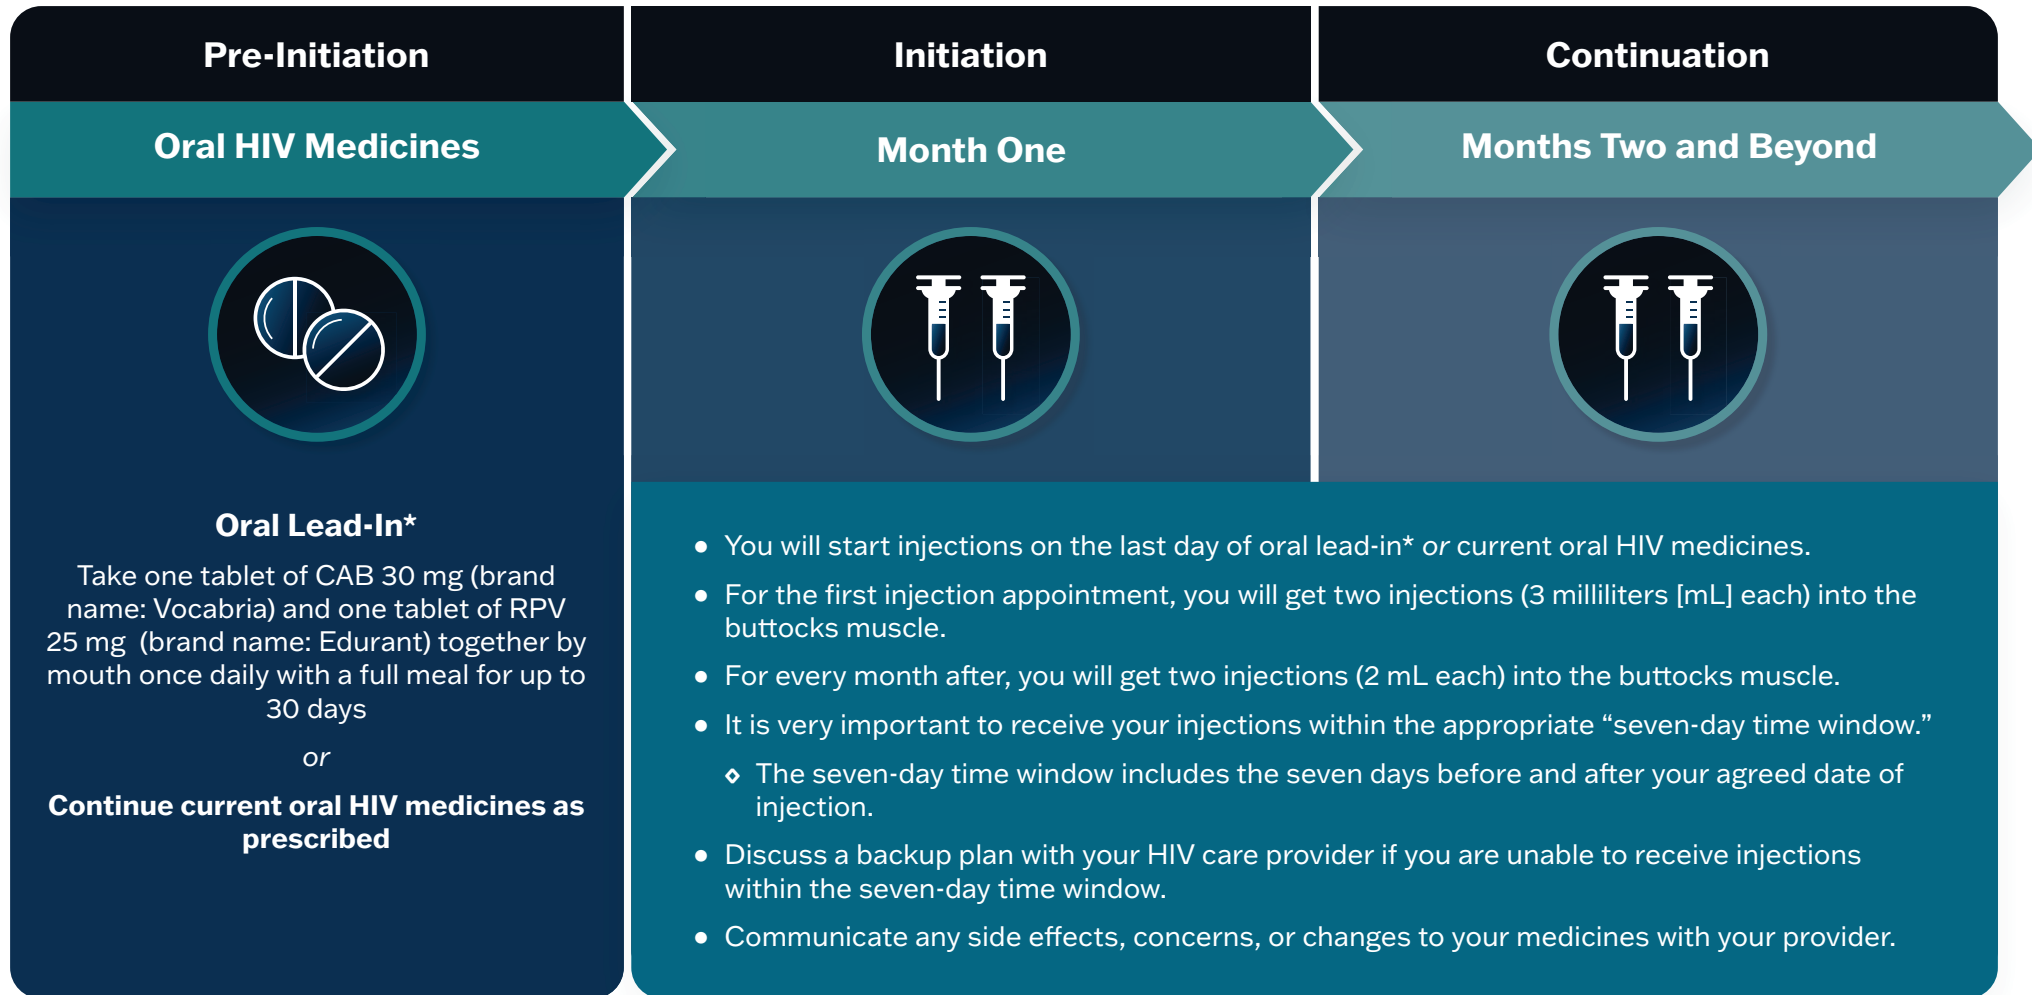 Pre-Initiation
Oral HIV Medicines
Oral Lead-In*
Take one tablet of CAB 30 mg (brand
name: Vocabria) and one tablet of RPV
25 mg (brand name: Edurant) together by
mouth once daily with a full meal for up to
30 days
or
Continue current oral HIV medicines as
prescribed
Initiation
Month One
Continuation
Months Two and Beyond
● You will start injections on the last day of oral lead-in* or current oral HIV medicines.
● For the first injection appointment, you will get two injections (3 milliliters [mL] each) into the
buttocks muscle.
● For every month after, you will get two injections (2 mL each) into the buttocks muscle.
● It is very important to receive your injections within the appropriate “seven-day time window.”
⋄ The seven-day time window includes the seven days before and after your agreed date of
injection.
● Discuss a backup plan with your HIV care provider if you are unable to receive injections
within the seven-day time window.
● Communicate any side effects, concerns, or changes to your medicines with your provider.